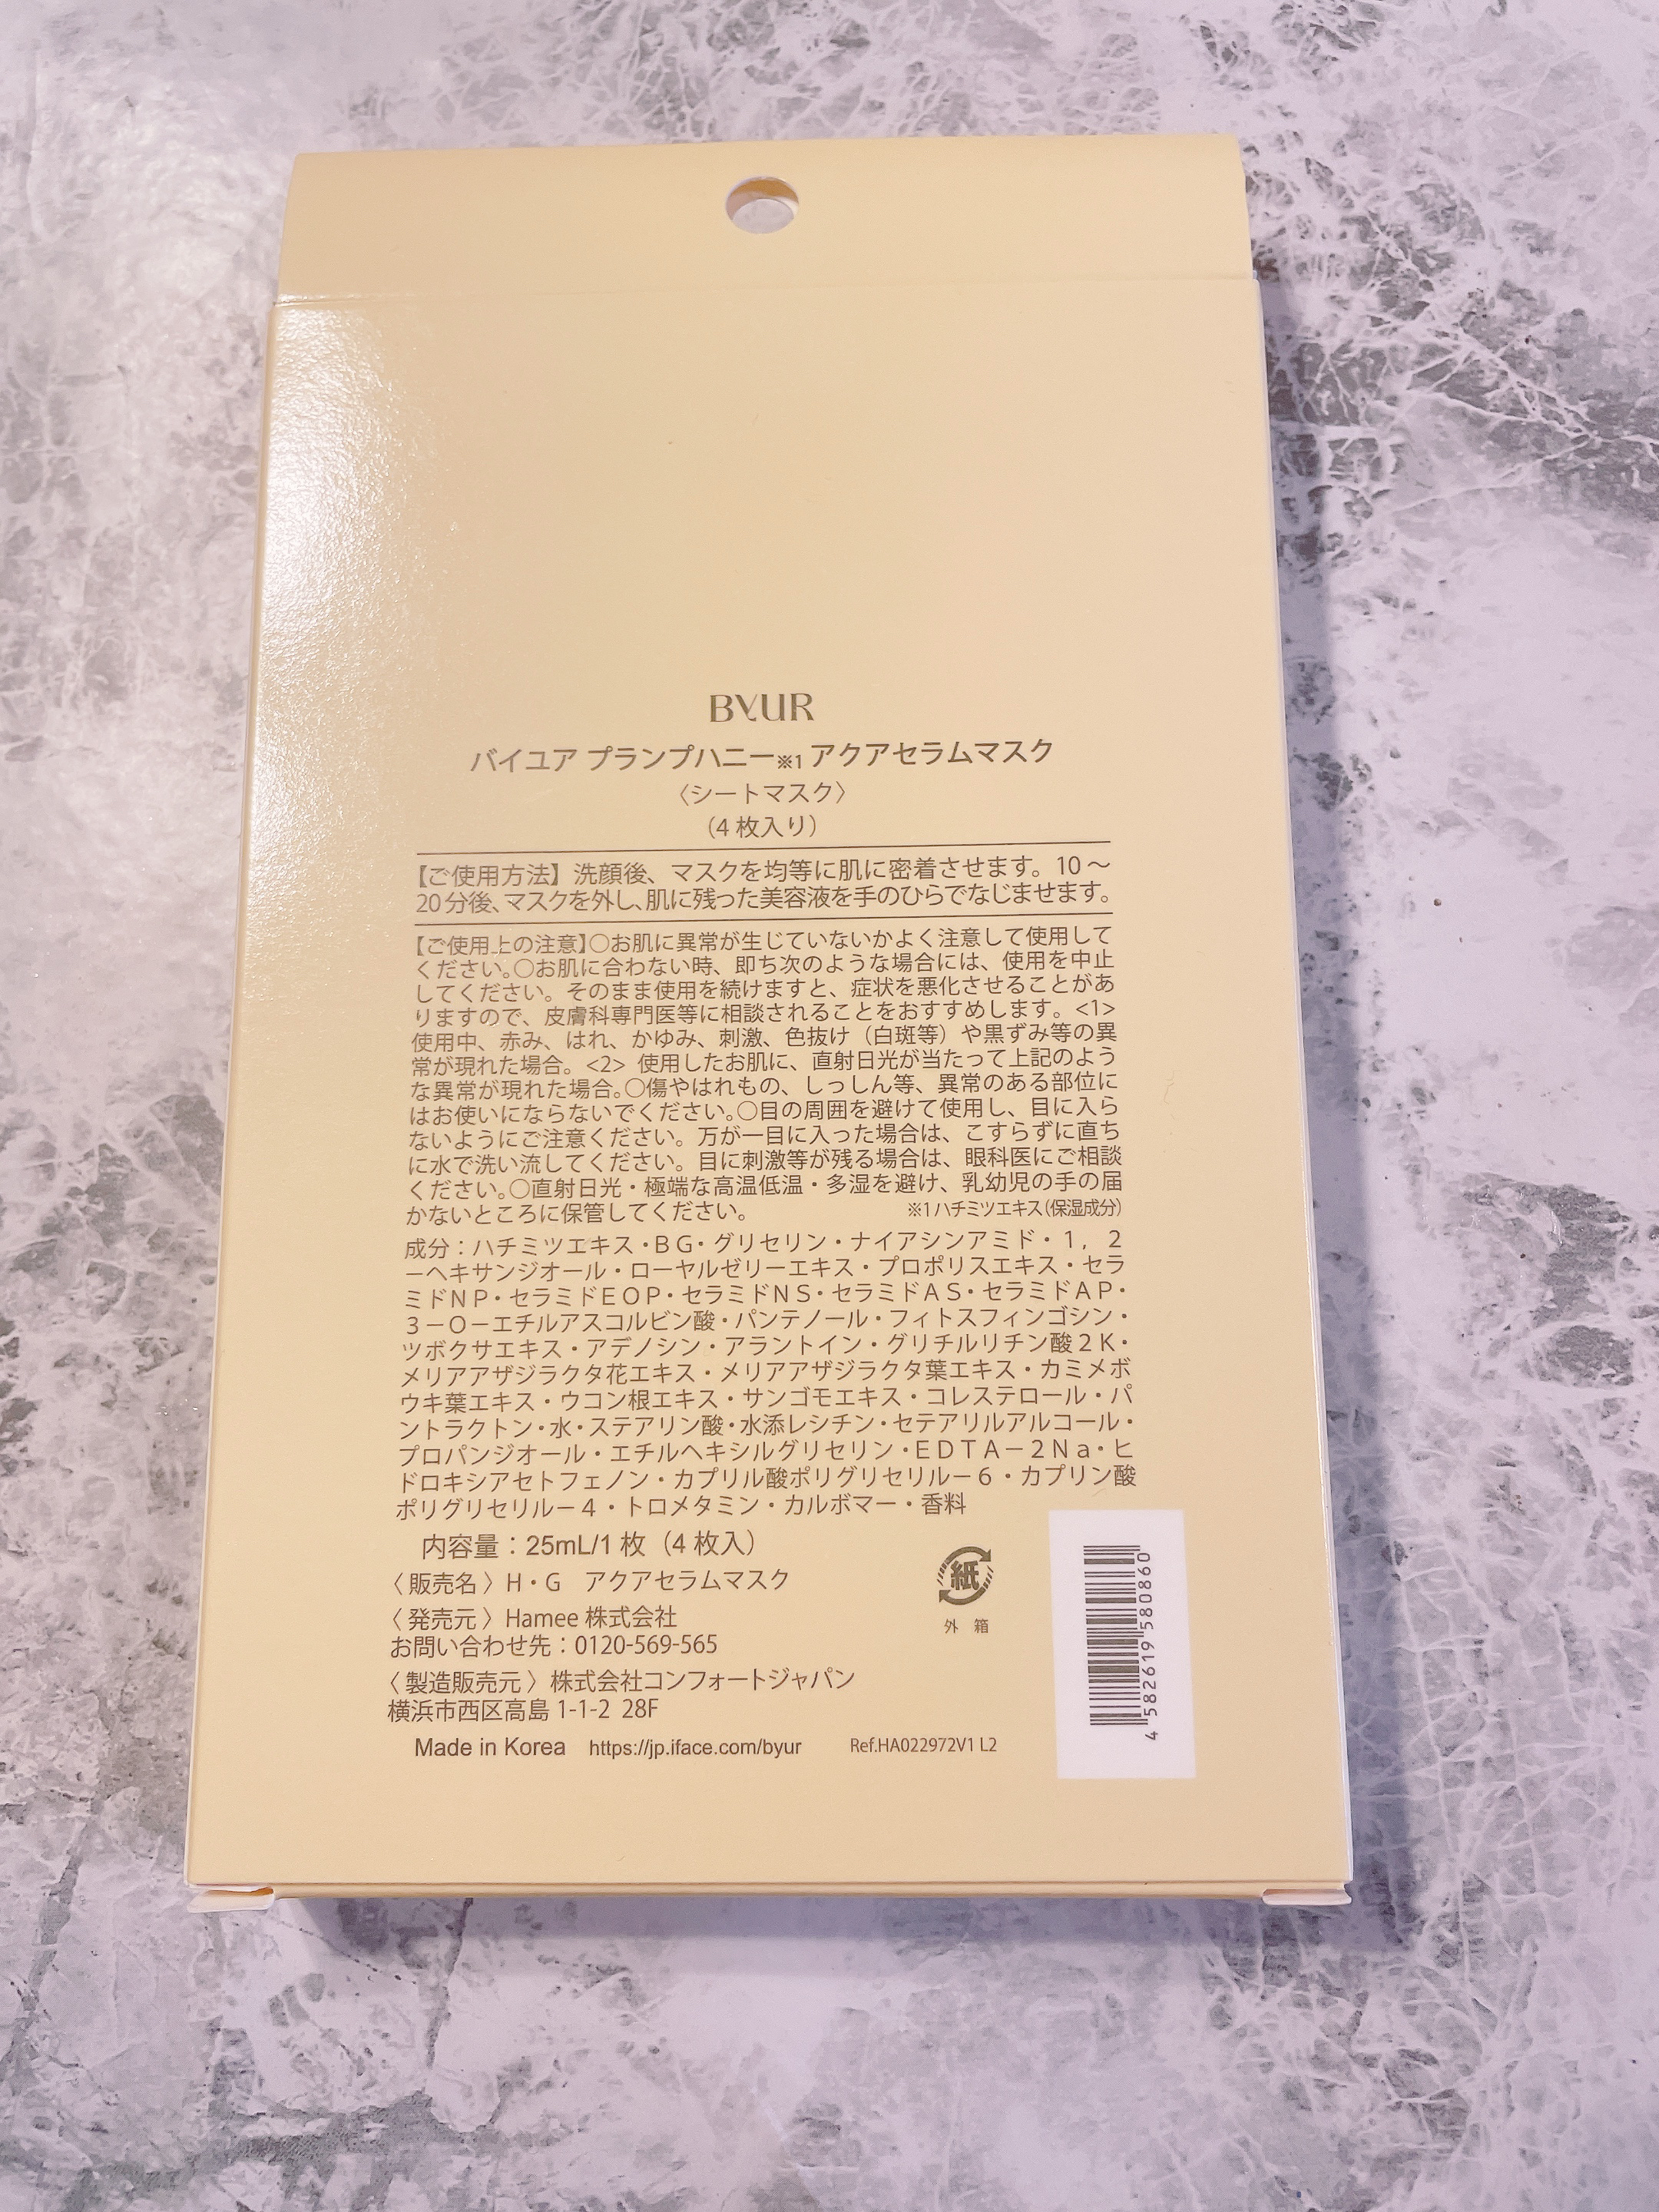 BYUR
バイユア プランプハニー※1 アクアセラムマスク
〈シートマスク〉
（4 枚入り）
【ご使用方法】洗顔後、マスクを均等に肌に密着させます。10 〜
20分後、マスクを外し、肌に残った美容液を手のひらでなじませます。
【ご使用上の注意】○お肌に異常が生じていないかよく注意して使用して
ください。○お肌に合わない時、即ち次のような場合には、使用を中止
してください。そのまま使用を続けますと、症状を悪化させることがあ
りますので、皮膚科専門医等に相談されることをおすすめします。<1>
使用中、赤み、はれ、かゆみ、刺激、色抜け（白斑等）や黒ずみ等の異
常が現れた場合。<2> 使用したお肌に、直射日光が当たって上記のよう
な異常が現れた場合。○傷やはれもの、しっしん等、異常のある部位に
はお使いにならないでください。○目の周囲を避けて使用し、目に入ら
ないようにご注意ください。万が一目に入った場合は、こすらずに直ち
に水で洗い流してください。目に刺激等が残る場合は、眼科医にご相談
ください。○直射日光・極端な高温低温・多湿を避け、乳幼児の手の届
かないところに保管してください。 ※1 ハチミツエキス（保湿成分）
成分：ハチミツエキス・ＢＧ・グリセリン・ナイアシンアミド・１，２
－ヘキサンジオール・ローヤルゼリーエキス・プロポリスエキス・セラ
ミドＮＰ・セラミドＥＯＰ・セラミドＮＳ・セラミドＡＳ・セラミドＡＰ・
３－Ｏ－エチルアスコルビン酸・パンテノール・フィトスフィンゴシン・
ツボクサエキス・アデノシン・アラントイン・グリチルリチン酸２Ｋ・
メリアアザジラクタ花エキス・メリアアザジラクタ葉エキス・カミメボ
ウキ葉エキス・ウコン根エキス・サンゴモエキス・コレステロール・パ
ントラクトン・水・ステアリン酸・水添レシチン・セテアリルアルコール・
プロパンジオール・エチルヘキシルグリセリン・ＥＤＴＡ－２Ｎａ・ヒ
ドロキシアセトフェノン・カプリル酸ポリグリセリル－６・カプリン酸
ポリグリセリル－４・トロメタミン・カルボマー・香料
内容量：25mL/1 枚（4 枚入）
〈 販売名 〉H・G　アクアセラムマスク
〈 発売元 〉Hamee 株式会社
お問い合わせ先：0120-569-565
〈 製造販売元 〉株式会社コンフォートジャパン
横浜市西区高島 1-1-2 28F
Made in Korea https://jp.iface.com/byur Ref.HA022972V1 L2
紙
外 箱
4 582619 580860